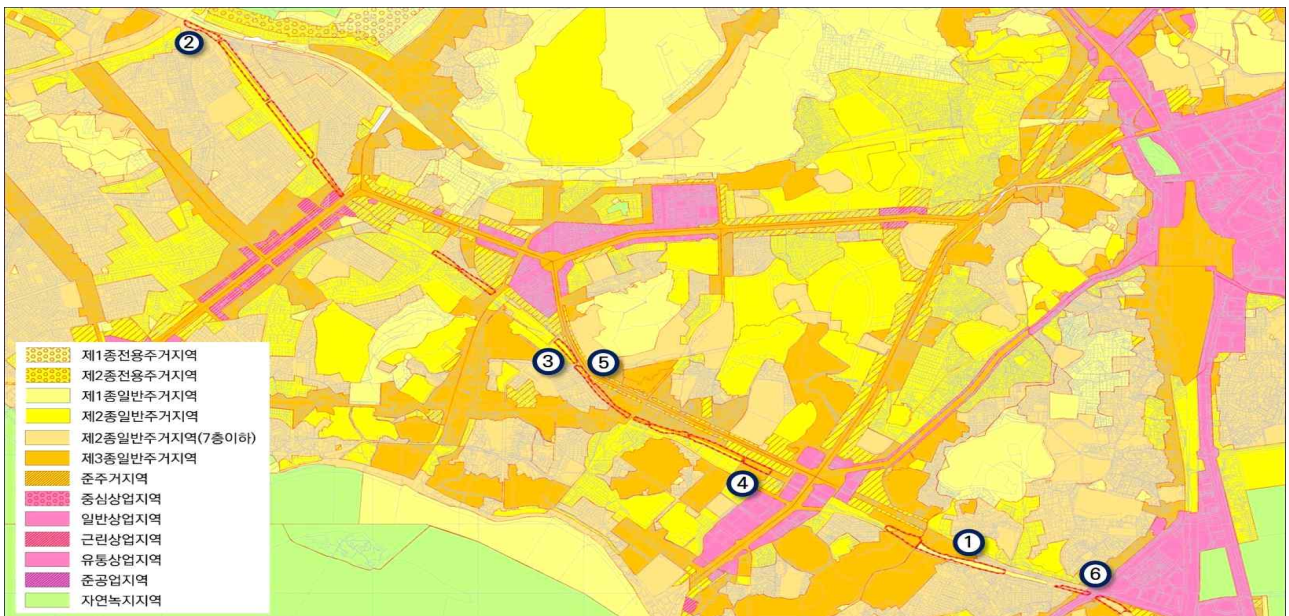 ②
③
⑤
④
①
⑥
제1종전용주거지역
제2종전용주거지역
제1종일반주거지역
제2종일반주거지역
제2종일반주거지역(7층이하)
제3종일반주거지역
준주거지역
중심상업지역
일반상업지역
근린상업지역
유통상업지역
준공업지역
자연녹지지역